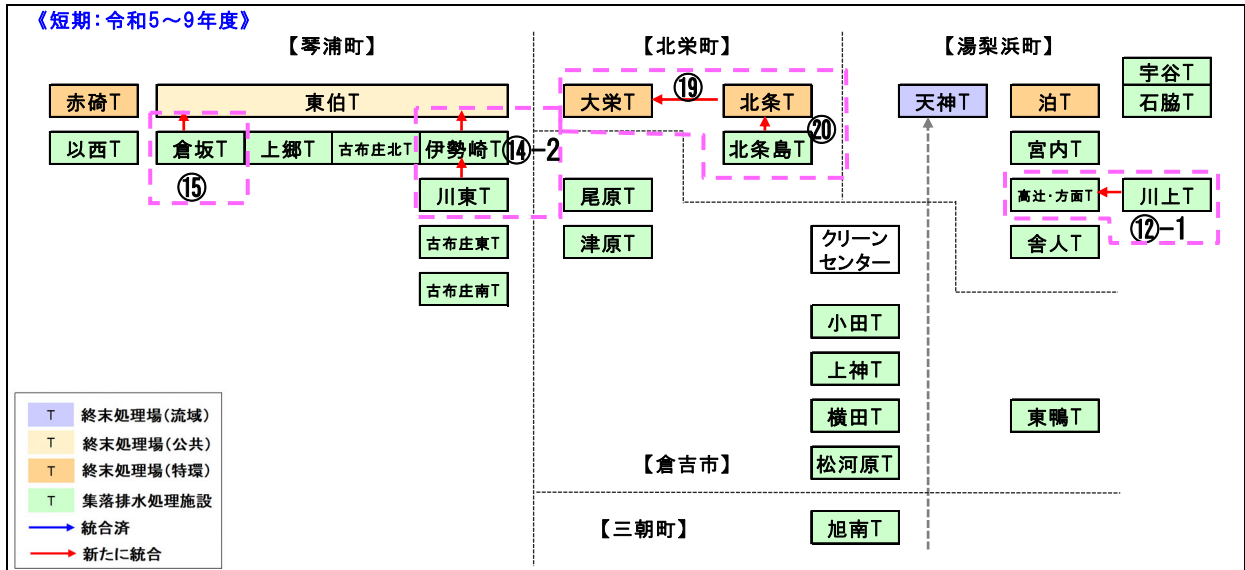 《短期：令和5～9年度》
【琴浦町】
【北栄町】
【湯梨浜町】
宇谷T
赤碕T
東伯T
大栄T
⑲
北条T
天神T
泊T
石脇T
以西T
倉坂T
上郷T
古布庄北T
伊勢崎T
⑭-2
北条島T
⑳
宮内T
⑮
川東T
尾原T
高辻・方面T
川上T
⑫-1
古布庄東T
津原T
クリーン
センター
舎人T
古布庄南T
小田T
上神T
横田T
東鴨T
【倉吉市】
松河原T
【三朝町】
旭南T
T 終末処理場(流域)
T 終末処理場(公共)
T 終末処理場(特環)
T 集落排水処理施設
統合済
新たに統合